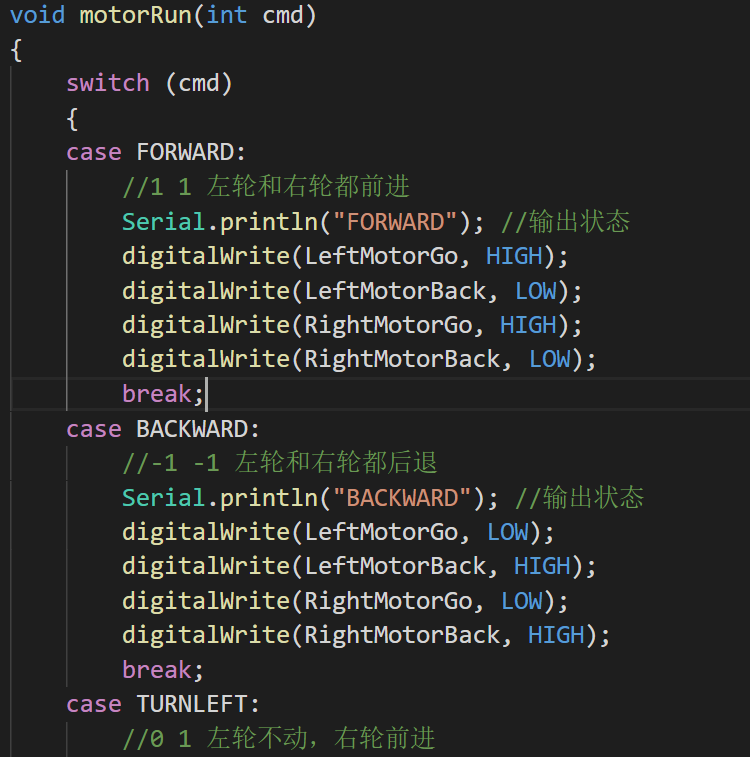 void motorRun(int cmd)
{
    switch (cmd)
    {
    case FORWARD:
        //1 1 左轮和右轮都前进
        Serial.println("FORWARD"); //输出状态
        digitalWrite(LeftMotorGo, HIGH);
        digitalWrite(LeftMotorBack, LOW);
        digitalWrite(RightMotorGo, HIGH);
        digitalWrite(RightMotorBack, LOW);
        break;
    case BACKWARD:
        //-1 -1 左轮和右轮都后退
        Serial.println("BACKWARD"); //输出状态
        digitalWrite(LeftMotorGo, LOW);
        digitalWrite(LeftMotorBack, HIGH);
        digitalWrite(RightMotorGo, LOW);
        digitalWrite(RightMotorBack, HIGH);
        break;
    case TURNLEFT:
        //0 1 左轮不动，右轮前进